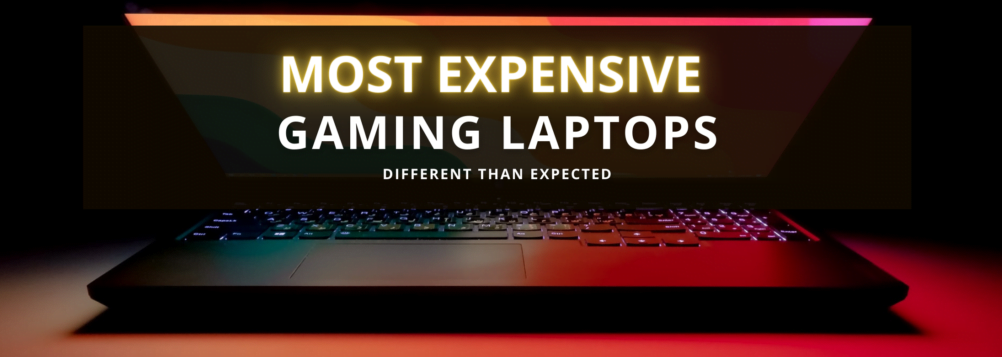 MOST EXPENSIVE
GAMING LAPTOPS
DIFFERENT THAN EXPECTED